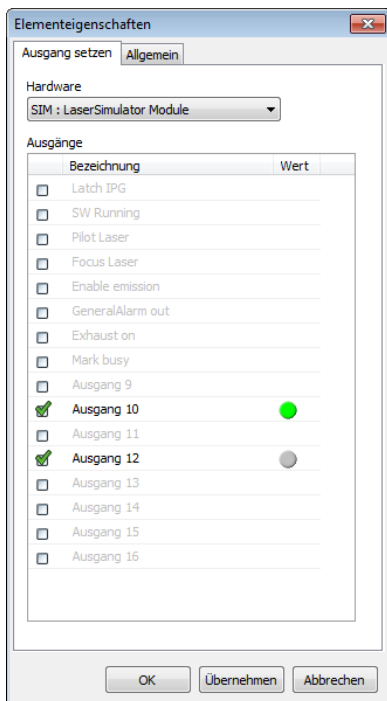 Elementeigenschaften
Ausgang setzen
Allgemein
Hardware
SIM : LaserSimulator Module
Ausgänge
Bezeichnung Wert
Latch IPG
SW Running
Pilot Laser
Focus Laser
Enable emission
GeneralAlarm out
Exhaust on
Mark busy
Ausgang 9
Ausgang 10
Ausgang 11
Ausgang 12
Ausgang 13
Ausgang 14
Ausgang 15
Ausgang 16
OK Übernehmen Abbrechen